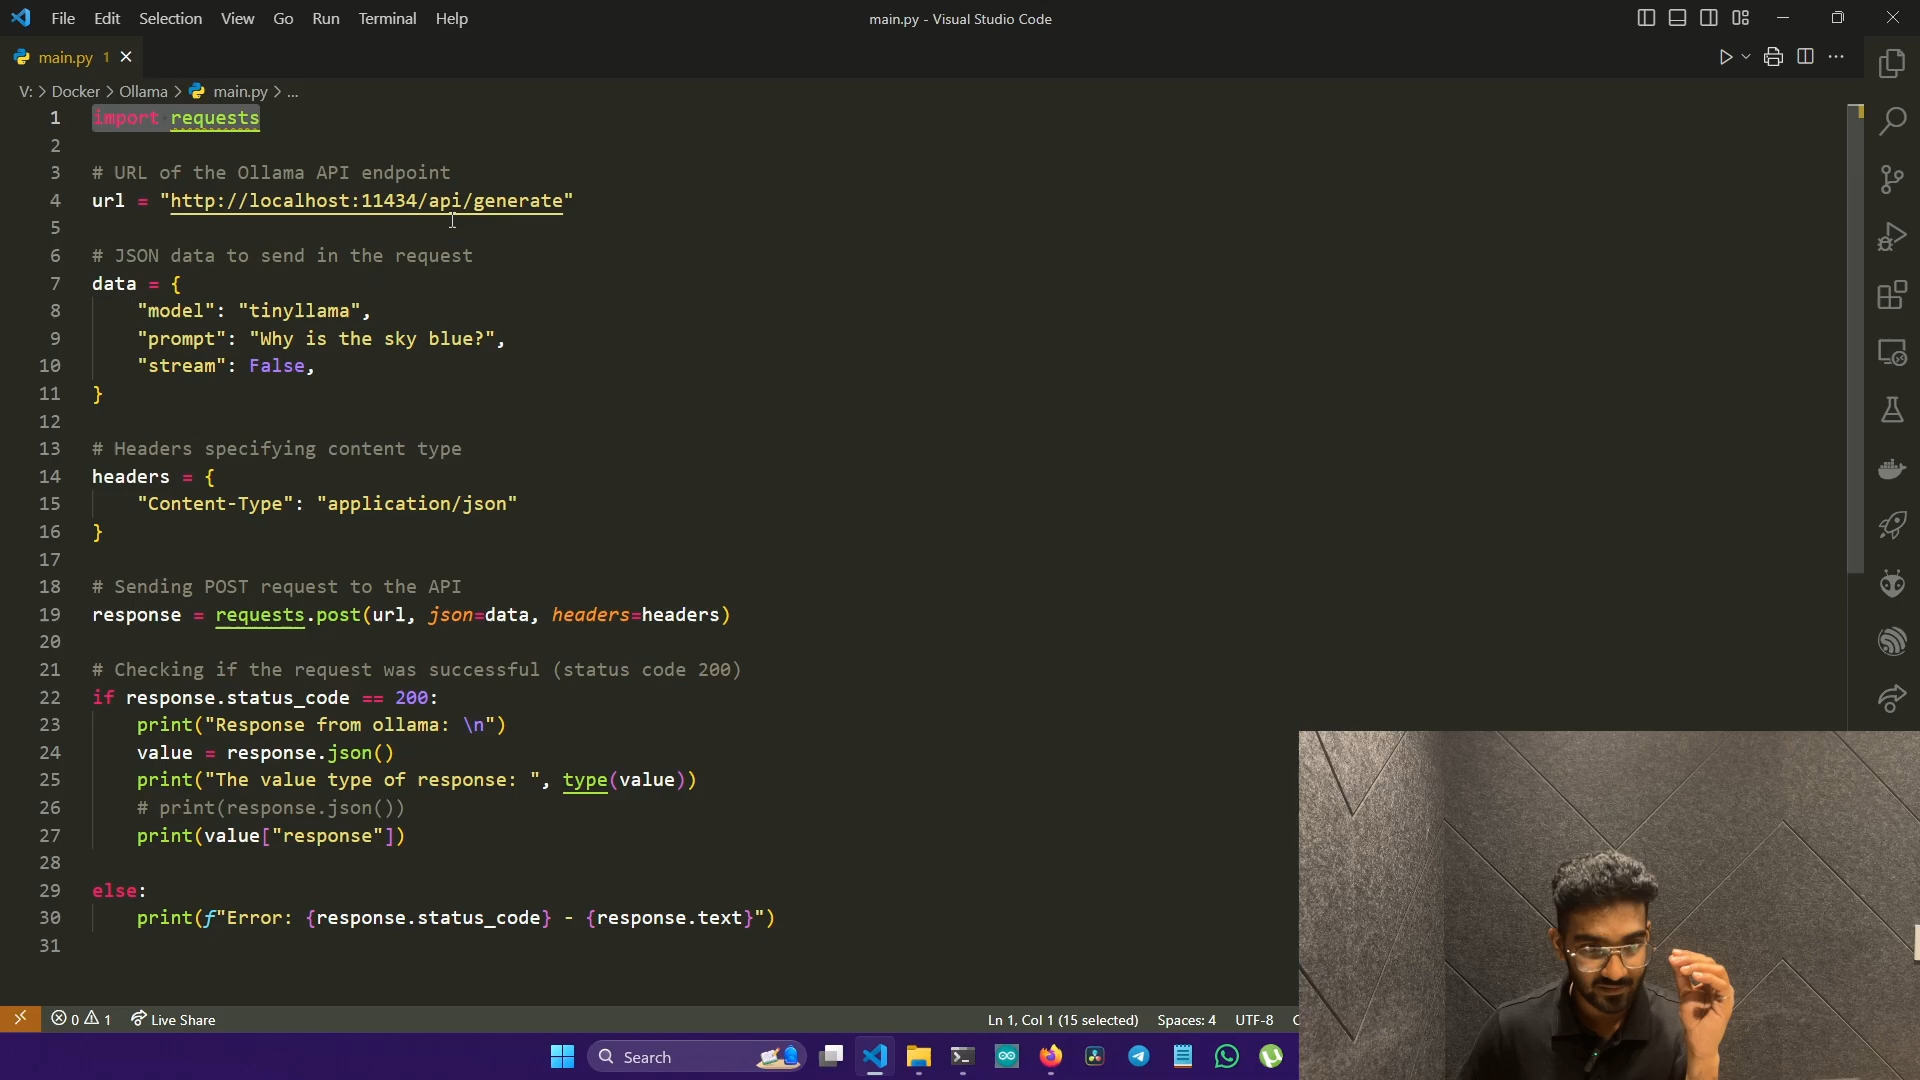 File Edit Selection View Go Run Terminal Help
main.py - Visual Studio Code
main.py 1
V: > Docker > Ollama > main.py > ...
1 import requests
2
3 # URL of the Ollama API endpoint
4 url = "http://localhost:11434/api/generate"
5
6 # JSON data to send in the request
7 data = {
8 "model": "tinyllama",
9 "prompt": "Why is the sky blue?",
10 "stream": False,
11 }
12
13 # Headers specifying content type
14 headers = {
15 "Content-Type": "application/json"
16 }
17
18 # Sending POST request to the API
19 response = requests.post(url, json=data, headers=headers)
20
21 # Checking if the request was successful (status code 200)
22 if response.status_code == 200:
23 print("Response from ollama: \n")
24 value = response.json()
25 print("The value type of response: ", type(value))
26 # print(response.json())
27 print(value["response"])
28
29 else:
30 print(f"Error: {response.status_code} - {response.text}")
31
0 1 Live Share
Ln 1, Col 1 (15 selected) Spaces: 4 UTF-8
Search